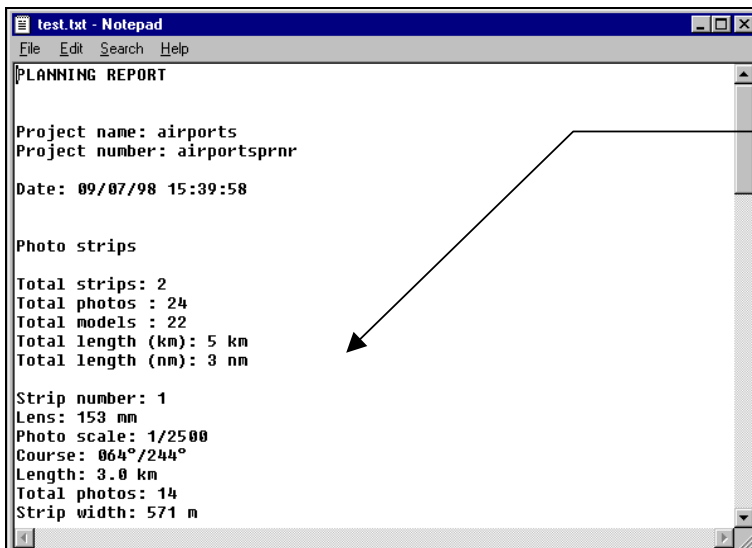 test.txt - Notepad
File Edit Search Help
PLANNING REPORT
Project name: airports
Project number: airportsprnr
Date: 09/07/98 15:39:58
Photo strips
Total strips: 2
Total photos : 24
Total models : 22
Total length (km): 5 km
Total length (nm): 3 nm
Strip number: 1
Lens: 153 mm
Photo scale: 1/2500
Course: 064°/244°
Length: 3.0 km
Total photos: 14
Strip width: 571 m